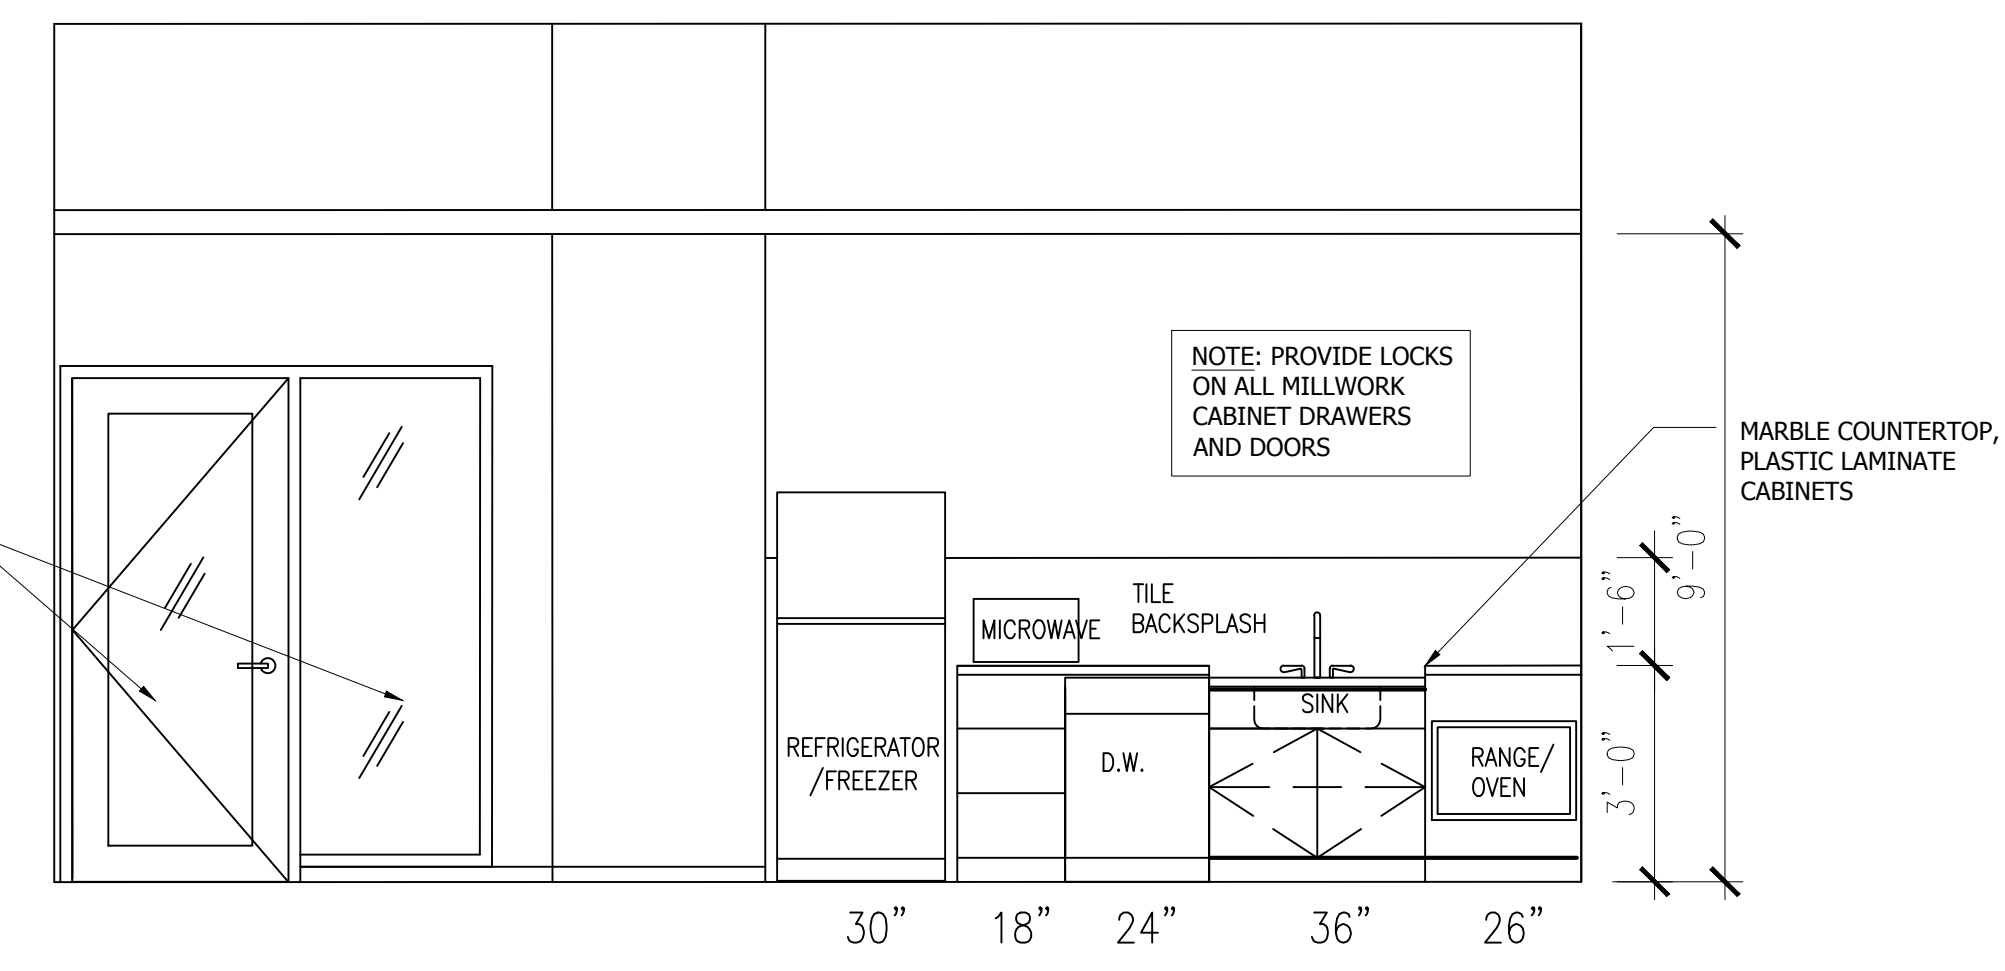 NOTE: PROVIDE LOCKS
ON ALL MILLWORK
CABINET DRAWERS
AND DOORS
MARBLE COUNTERTOP,
PLASTIC LAMINATE
CABINETS
9'-0"
1'-6"
3'-0"
TILE
BACKSPLASH
MICROWAVE
SINK
REFRIGERATOR
/FREEZER
D.W.
RANGE/
OVEN
30"
18"
24"
36"
26"